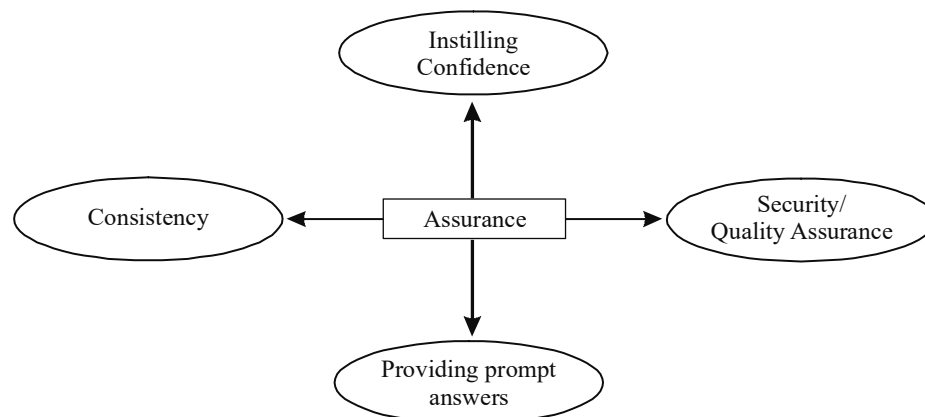 Instilling
Confidence
Consistency
Assurance
Security/
Quality Assurance
Providing prompt
answers